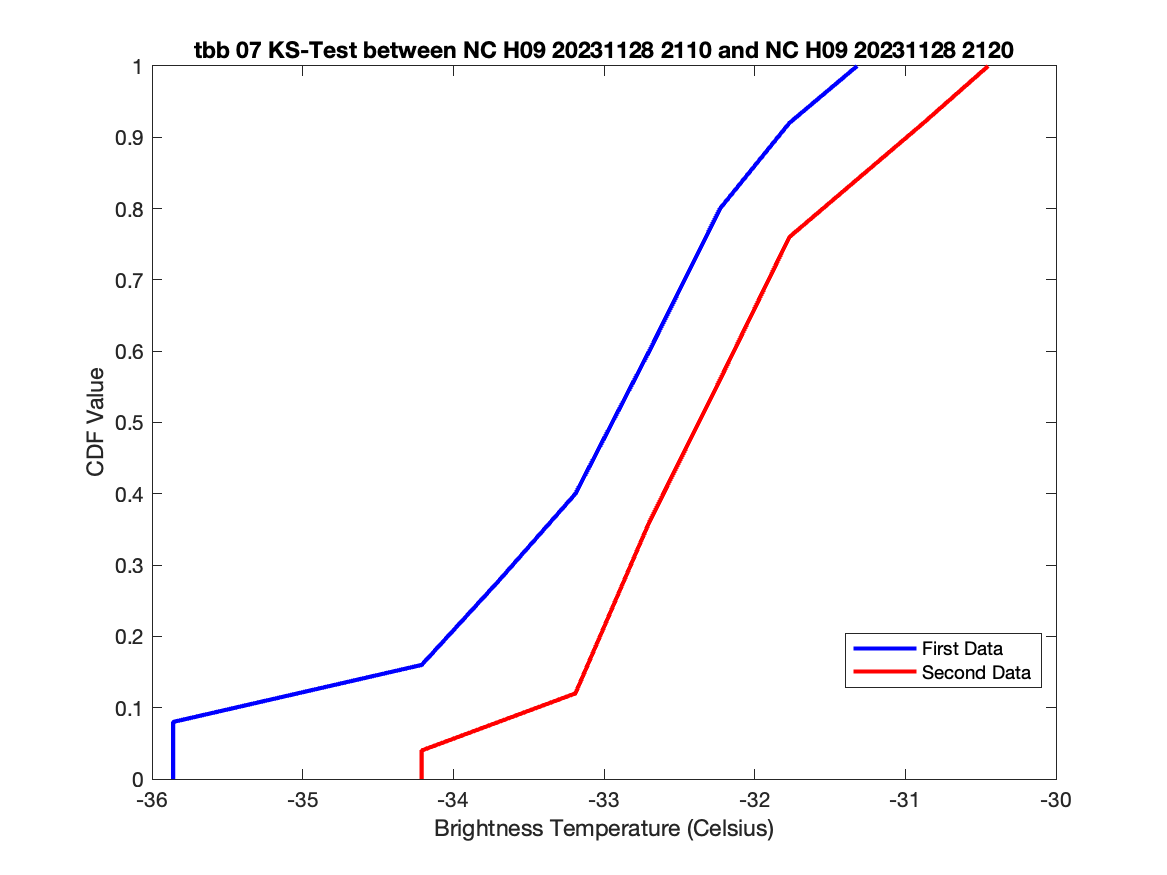 tbb 07 KS-Test between NC H09 20231128 2110 and NC H09 20231128 2120
1
0.9
0.8
0.7
0.6
0.5
0.4
0.3
0.2
0.1
0
CDF Value
First Data
Second Data
-36 -35 -34 -33 -32 -31 -30
Brightness Temperature (Celsius)